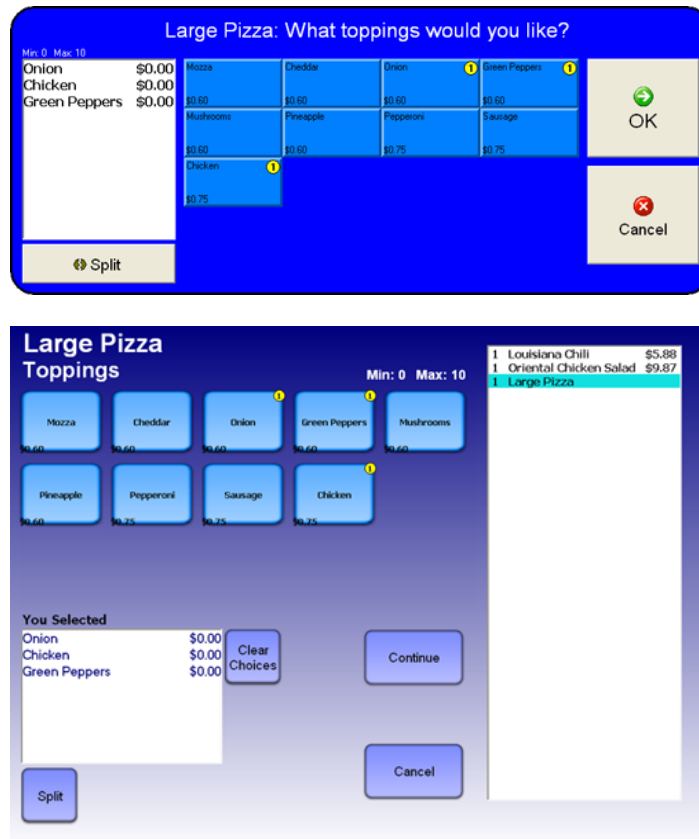 Large Pizza: What toppings would you like?
Min: 0 Max: 10
Onion $0.00
Chicken $0.00
Green Peppers $0.00
Mozza Cheddar Onion 1 Green Peppers 1
$0.60 $0.60 $0.60 $0.60
Mushrooms Pineapple Pepperoni Sausage
$0.60 $0.60 $0.75 $0.75
Chicken 1
$0.75
OK
Cancel
Split
Large Pizza
Toppings
Min: 0 Max: 10
Mozza Cheddar Onion 1 Green Peppers 1 Mushrooms
$0.60 $0.60 $0.60 $0.60 $0.60
Pineapple Pepperoni Sausage Chicken 1
$0.60 $0.75 $0.75 $0.75
You Selected
Onion $0.00
Chicken $0.00
Green Peppers $0.00
Clear
Choices
Continue
Cancel
Split
1 Louisiana Chili $5.88
1 Oriental Chicken Salad $9.87
1 Large Pizza